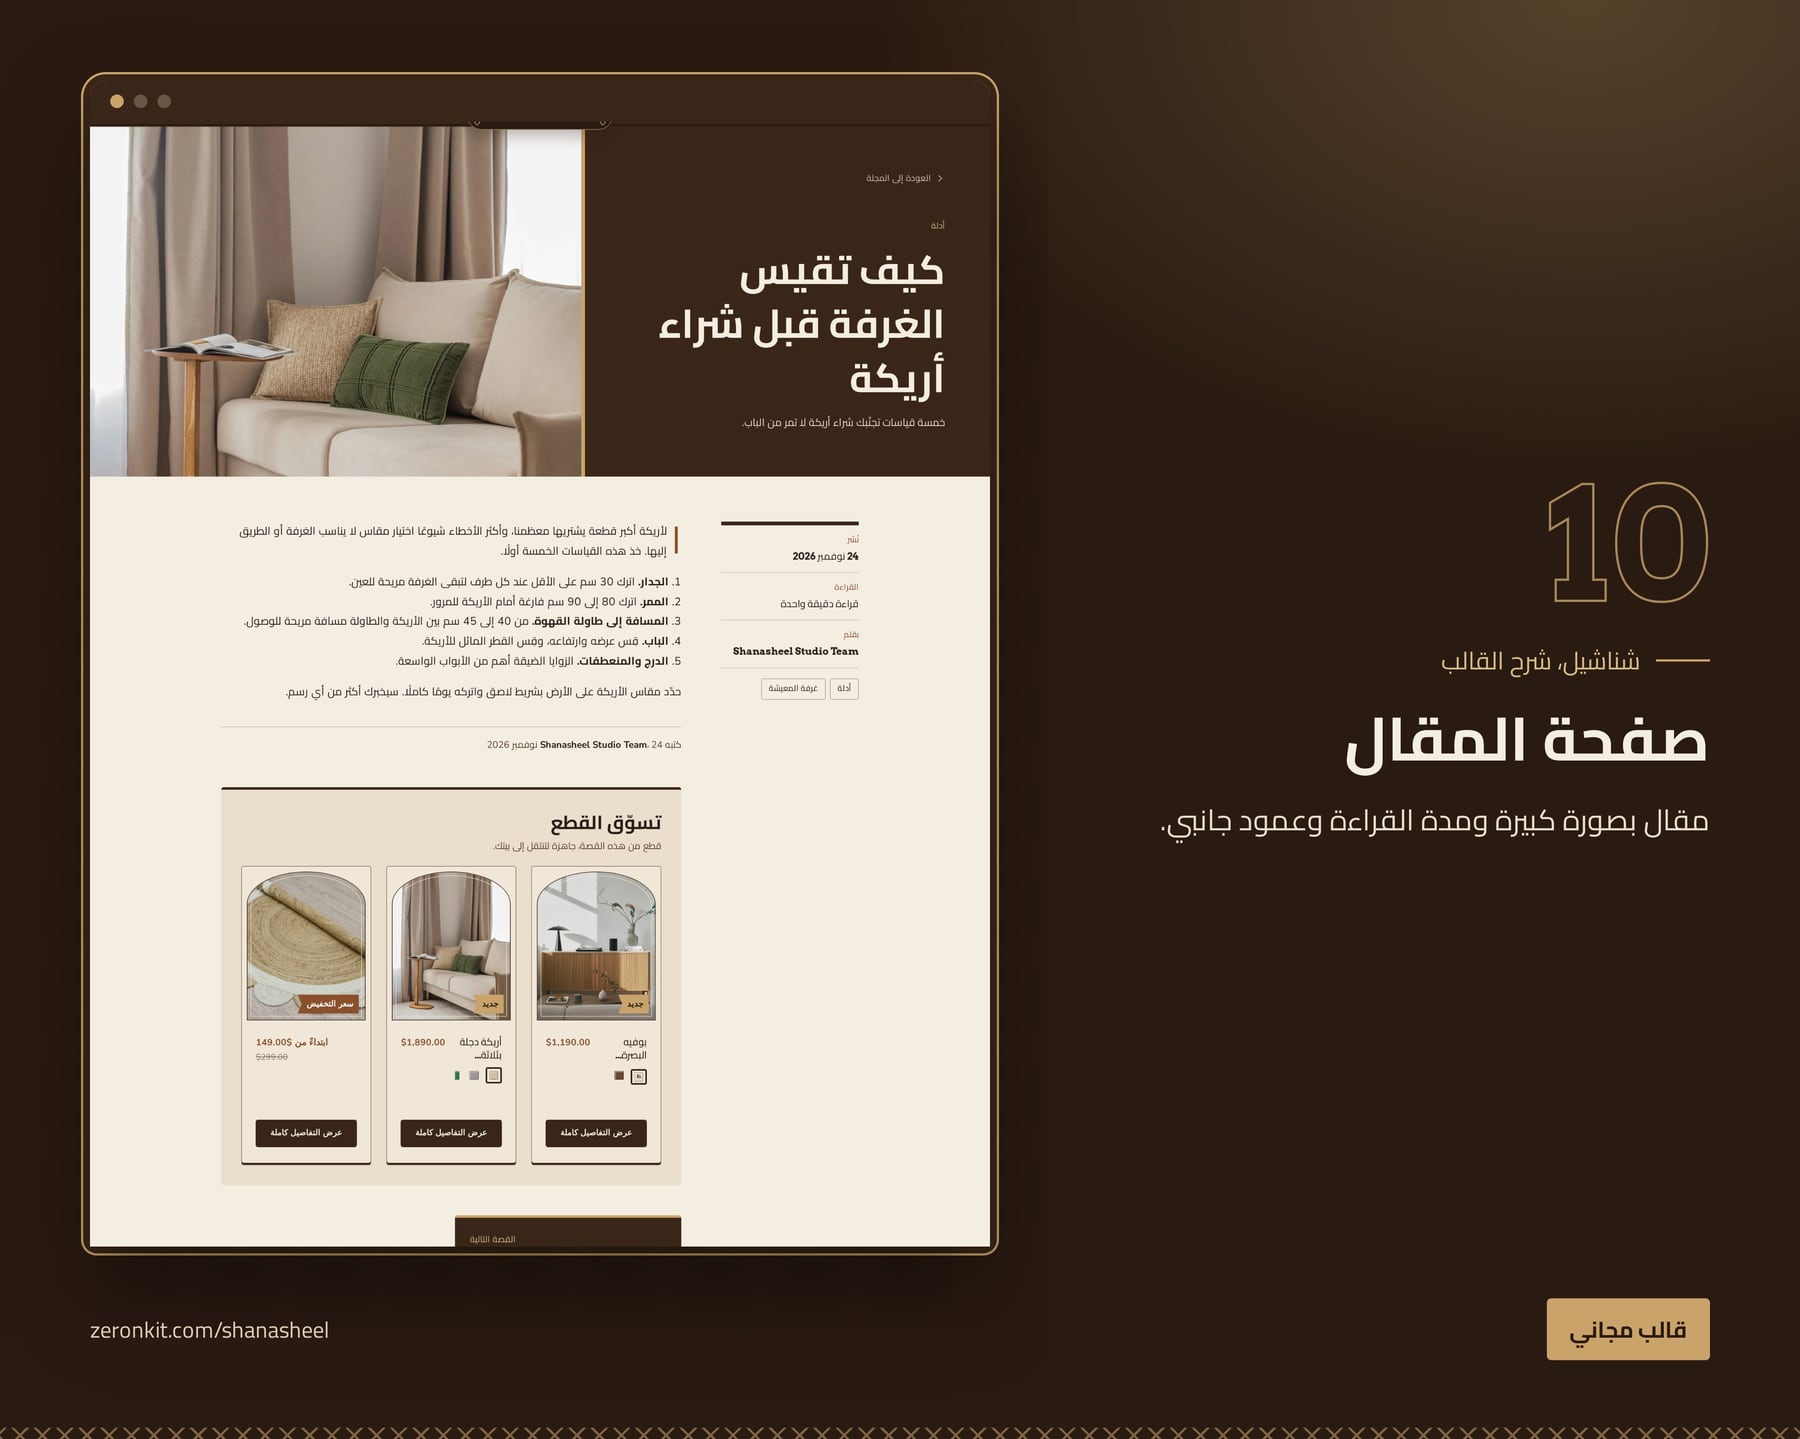 العودة إلى المجلة
أدلة
كيف تقيس
الغرفة قبل شراء
أريكة
خمسة قياسات تجنّبك شراء أريكة لا تمر من الباب.
نُشر
24 نوفمبر 2026
القراءة
قراءة دقيقة واحدة
بقلم
Shanasheel Studio Team
أدلة
غرفة المعيشة
لأريكة أكبر قطعة يشتريها معظمنا، وأكثر الأخطاء شيوعًا اختيار مقاس لا يناسب الغرفة أو الطريق
إليها. خذ هذه القياسات الخمسة أولًا.
1. الجدار. اترك 30 سم على الأقل عند كل طرف لتبقى الغرفة مريحة للعين.
2. الممر. اترك 80 إلى 90 سم فارغة أمام الأريكة للمرور.
3. المسافة إلى طاولة القهوة. من 40 إلى 45 سم بين الأريكة والطاولة مسافة مريحة للوصول.
4. الباب. قِس عرضه وارتفاعه، وقِس القطر المائل للأريكة.
5. الدرج والمنعطفات. الزوايا الضيقة أهم من الأبواب الواسعة.
حدّد مقاس الأريكة على الأرض بشريط لاصق واتركه يومًا كاملًا. سيخبرك أكثر من أي رسم.
كتبه Shanasheel Studio Team، 24 نوفمبر 2026
تسوّق القطع
قطع من هذه القصة، جاهزة لتنتقل إلى بيتك.
جديد
بوفيه
البصرة...
$1,190.00
عرض التفاصيل كاملة
جديد
أريكة دجلة
بثلاثة...
$1,890.00
عرض التفاصيل كاملة
سعر التخفيض
ابتداءً من $149.00
$299.00
عرض التفاصيل كاملة
القصة التالية
10
شناشيل، شرح القالب
صفحة المقال
مقال بصورة كبيرة ومدة القراءة وعمود جانبي.
قالب مجاني
zeronkit.com/shanasheel